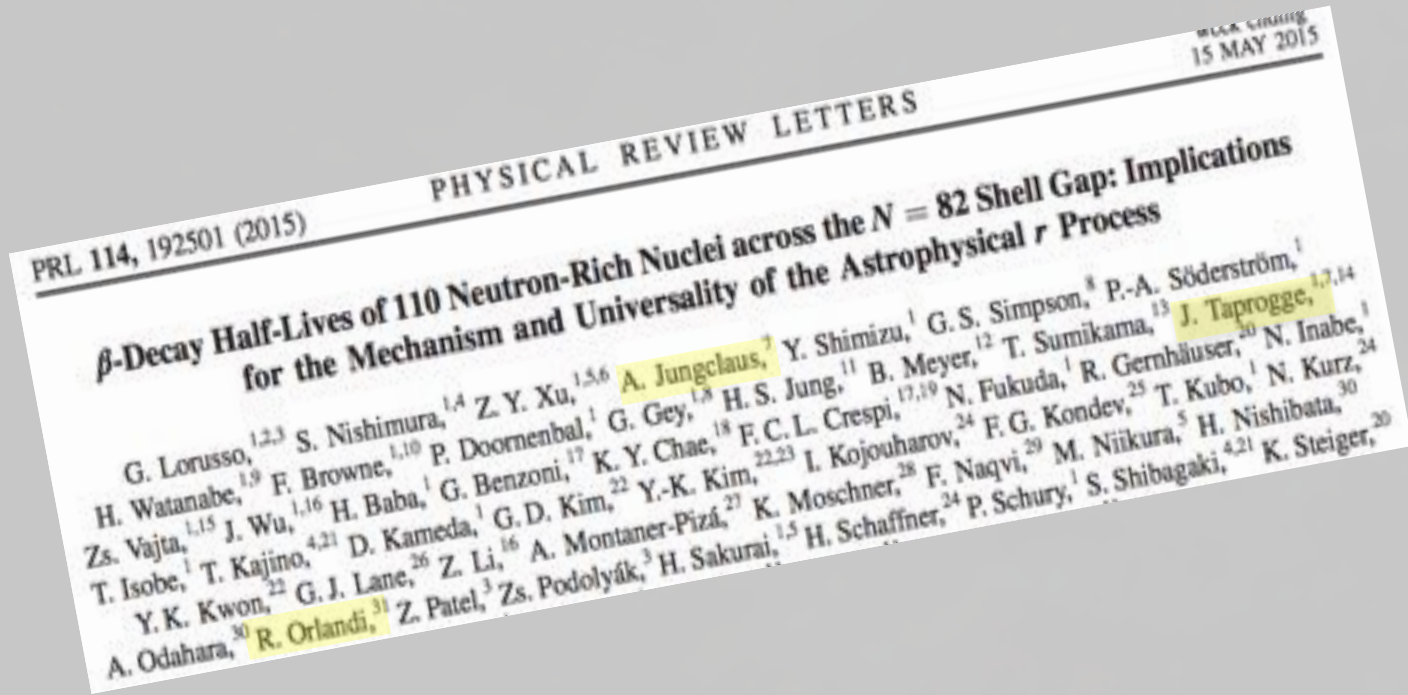 week ending
15 MAY 2015
PRL 114, 192501 (2015)
PHYSICAL REVIEW LETTERS
β-Decay Half-Lives of 110 Neutron-Rich Nuclei across the N = 82 Shell Gap: Implications
for the Mechanism and Universality of the Astrophysical r Process
G. Lorusso,1,2,3 S. Nishimura,1,4 Z. Y. Xu,1,5,6 A. Jungclaus,7 Y. Shimizu,1 G. S. Simpson,8 P.-A. Söderström,1
H. Watanabe,1,9 F. Browne,1,10 P. Doornenbal,1 G. Gey,1,8 H. S. Jung,11 B. Meyer,12 T. Sumikama,13 J. Taprogge,1,7,14
Zs. Vajta,1,15 J. Wu,1,16 H. Baba,1 G. Benzoni,17 K. Y. Chae,18 F. C. L. Crespi,17,19 N. Fukuda,1 R. Gernhäuser,20 N. Inabe,1
T. Isobe,1 T. Kajino,4,21 D. Kameda,1 G. D. Kim,22 Y.-K. Kim,22,23 I. Kojouharov,24 F. G. Kondev,25 T. Kubo,1 N. Kurz,24
Y. K. Kwon,22 G. J. Lane,26 Z. Li,16 A. Montaner-Pizá,27 K. Moschner,28 F. Naqvi,29 M. Niikura,5 H. Nishibata,30
A. Odahara,30 R. Orlandi,31 Z. Patel,3 Zs. Podolyák,3 H. Sakurai,1,5 H. Schaffner,24 P. Schury,1 S. Shibagaki,4,21 K. Steiger,20